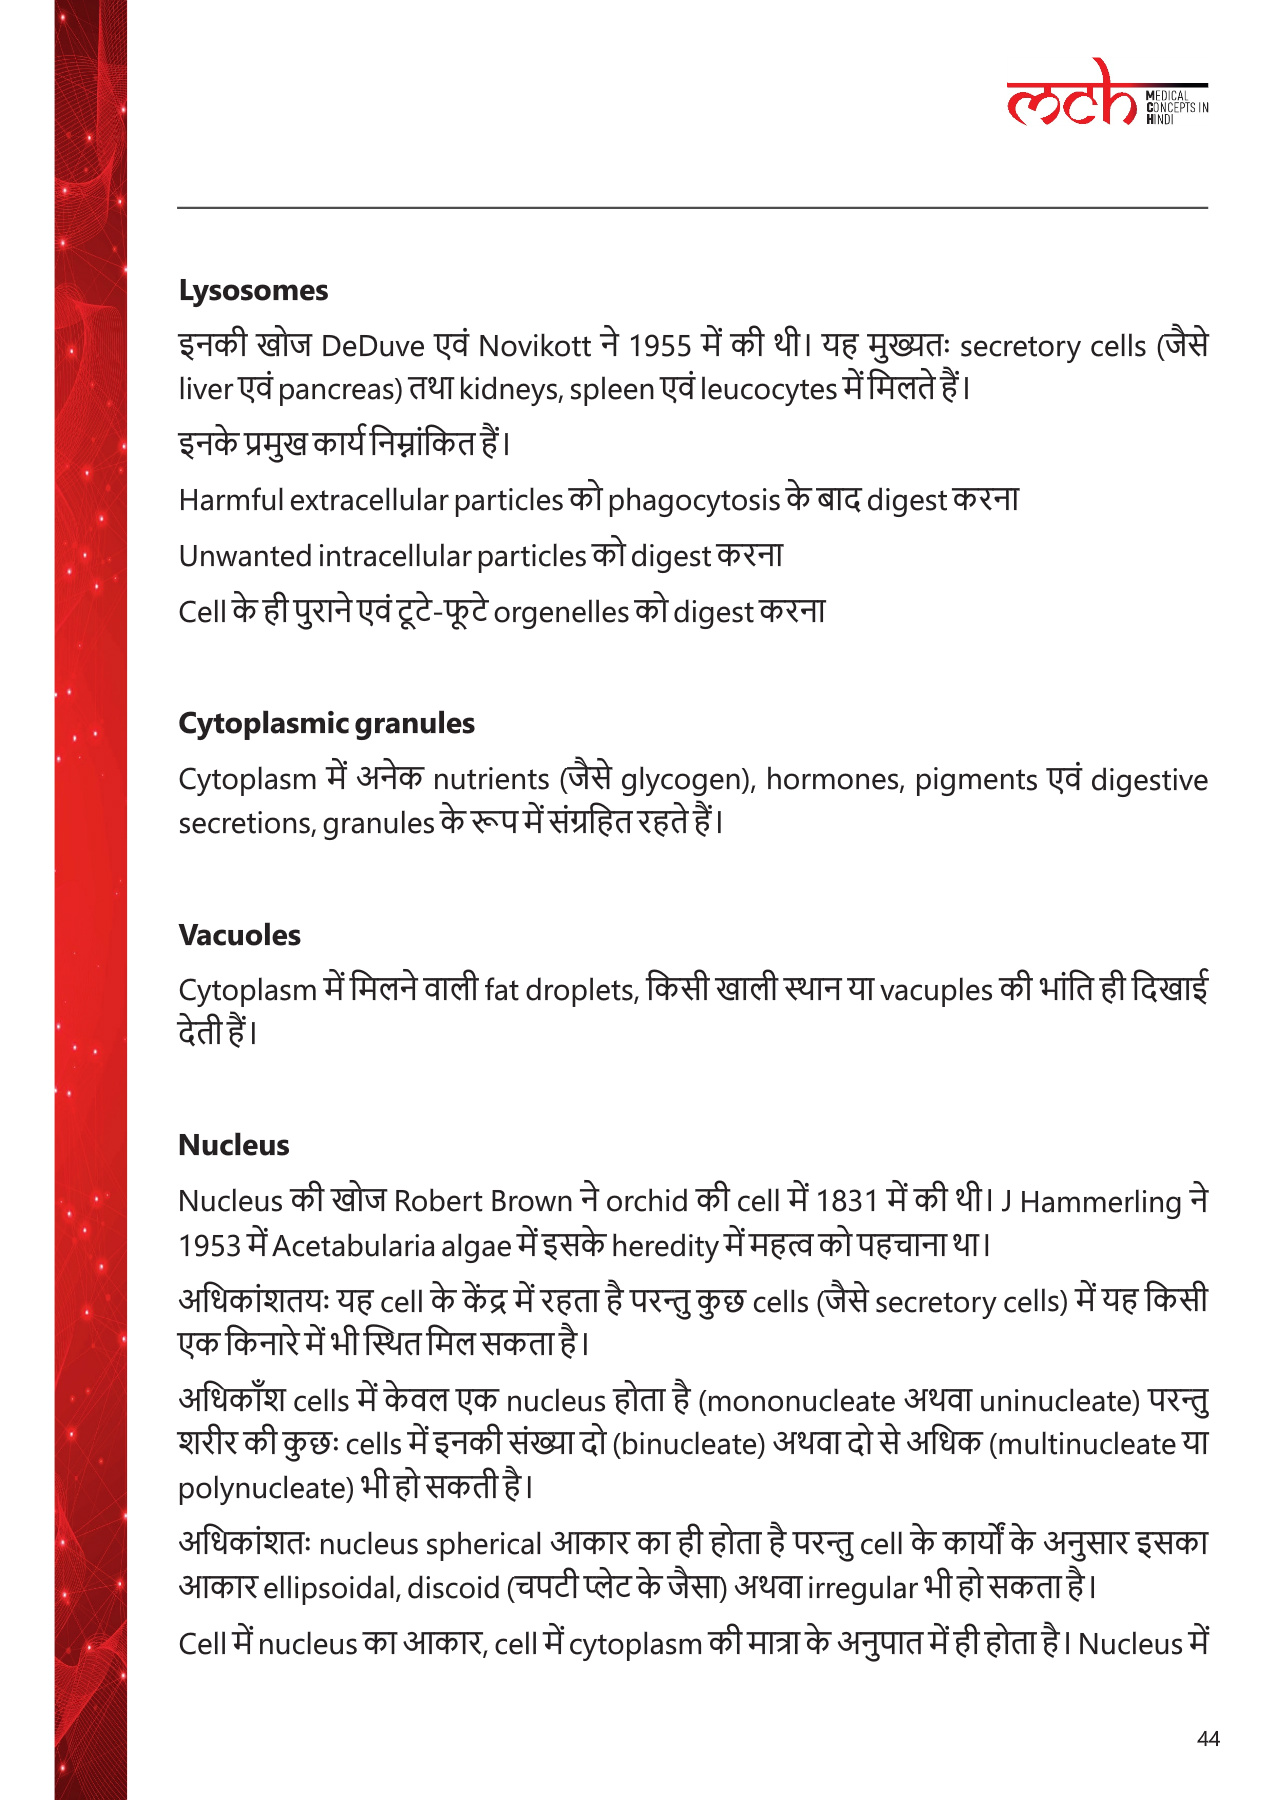 mch MEDICAL
CONCEPTS IN
HINDI
Lysosomes
इनकी खोज DeDuve एवं Novikott ने 1955 में की थी। यह मुख्यतः secretory cells (जैसे
liver एवं pancreas) तथा kidneys, spleen एवं leucocytes में मिलते हैं।
इनके प्रमुख कार्य निम्नांकित हैं।
Harmful extracellular particles को phagocytosis के बाद digest करना
Unwanted intracellular particles को digest करना
Cell के ही पुराने एवं टूटे-फूटे orgenelles को digest करना
Cytoplasmic granules
Cytoplasm में अनेक nutrients (जैसे glycogen), hormones, pigments एवं digestive
secretions, granules के रूप में संग्रहित रहते हैं।
Vacuoles
Cytoplasm में मिलने वाली fat droplets, किसी खाली स्थान या vacuples की भांति ही दिखाई
देती हैं।
Nucleus
Nucleus की खोज Robert Brown ने orchid की cell में 1831 में की थी। J Hammerling ने
1953 में Acetabularia algae में इसके heredity में महत्व को पहचाना था।
अधिकांशतयः यह cell के केंद्र में रहता है परन्तु कुछ cells (जैसे secretory cells) में यह किसी
एक किनारे में भी स्थित मिल सकता है।
अधिकाँश cells में केवल एक nucleus होता है (mononucleate अथवा uninucleate) परन्तु
शरीर की कुछः cells में इनकी संख्या दो (binucleate) अथवा दो से अधिक (multinucleate या
polynucleate) भी हो सकती है।
अधिकांशतः nucleus spherical आकार का ही होता है परन्तु cell के कार्यों के अनुसार इसका
आकार ellipsoidal, discoid (चपटी प्लेट के जैसा) अथवा irregular भी हो सकता है।
Cell में nucleus का आकार, cell में cytoplasm की मात्रा के अनुपात में ही होता है। Nucleus में
44